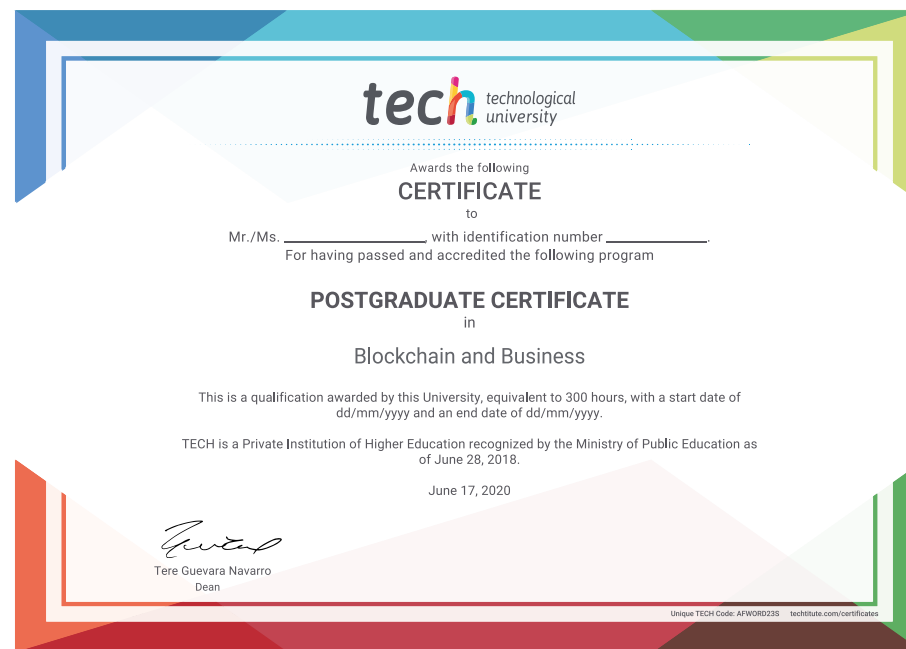 tech technological
university
Awards the following
CERTIFICATE
to
Mr./Ms. ____________________, with identification number ______________.
For having passed and accredited the following program
POSTGRADUATE CERTIFICATE
in
Blockchain and Business
This is a qualification awarded by this University, equivalent to 300 hours, with a start date of
dd/mm/yyyy and an end date of dd/mm/yyyy.
TECH is a Private Institution of Higher Education recognized by the Ministry of Public Education as
of June 28, 2018.
June 17, 2020
Tere Guevara Navarro
Dean
Unique TECH Code: AFWORD23S techtitute.com/certificates